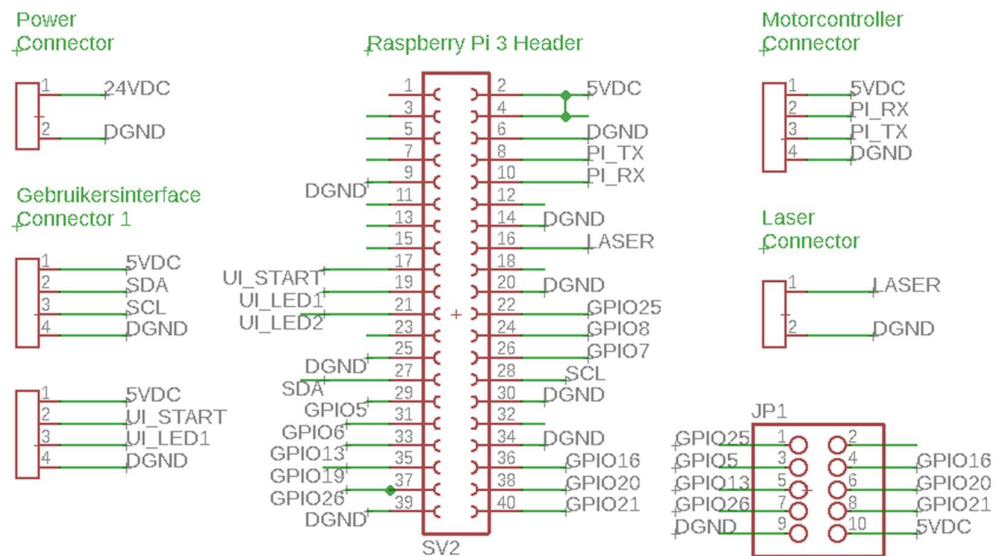 Power
Connector
1 24VDC
2 DGND
Gebruikersinterface
Connector 1
1 5VDC
2 SDA
3 SCL
4 DGND
1 5VDC
2 UI_START
3 UI_LED1
4 DGND
Raspberry Pi 3 Header
1 2 5VDC
3 4
5 6 DGND
7 8 PI_TX
9 10 PI_RX
DGND 11 12
13 14 DGND
15 16 LASER
17 18
UI_START 19 20 DGND
UI_LED1 21 22 GPIO25
UI_LED2 23 24 GPIO8
25 26 GPIO7
DGND 27 28 SCL
SDA 29 30 DGND
GPIO5 31 32
GPIO6 33 34 DGND
GPIO13 35 36 GPIO16
GPIO19 37 38 GPIO20
GPIO26 39 40 GPIO21
DGND
SV2
Motorcontroller
Connector
1 5VDC
2 PI_RX
3 PI_TX
4 DGND
Laser
Connector
1 LASER
2 DGND
JP1
GPIO25 1 2
GPIO5 3 4 GPIO16
GPIO13 5 6 GPIO20
GPIO26 7 8 GPIO21
DGND 9 10 5VDC